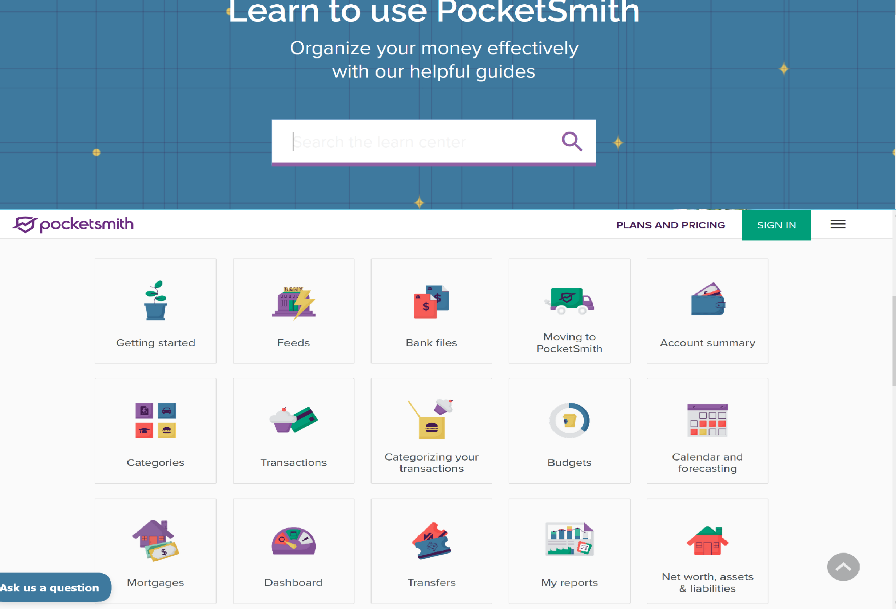 Learn to use PocketSmith
Organize your money effectively
with our helpful guides
Search the learn center
pocketsmith
PLANS AND PRICING
SIGN IN
Getting started
Feeds
Bank files
Moving to
PocketSmith
Account summary
Categories
Transactions
Categorizing your
transactions
Budgets
Calendar and
forecasting
Mortgages
Dashboard
Transfers
My reports
Net worth, assets
& liabilities
Ask us a question